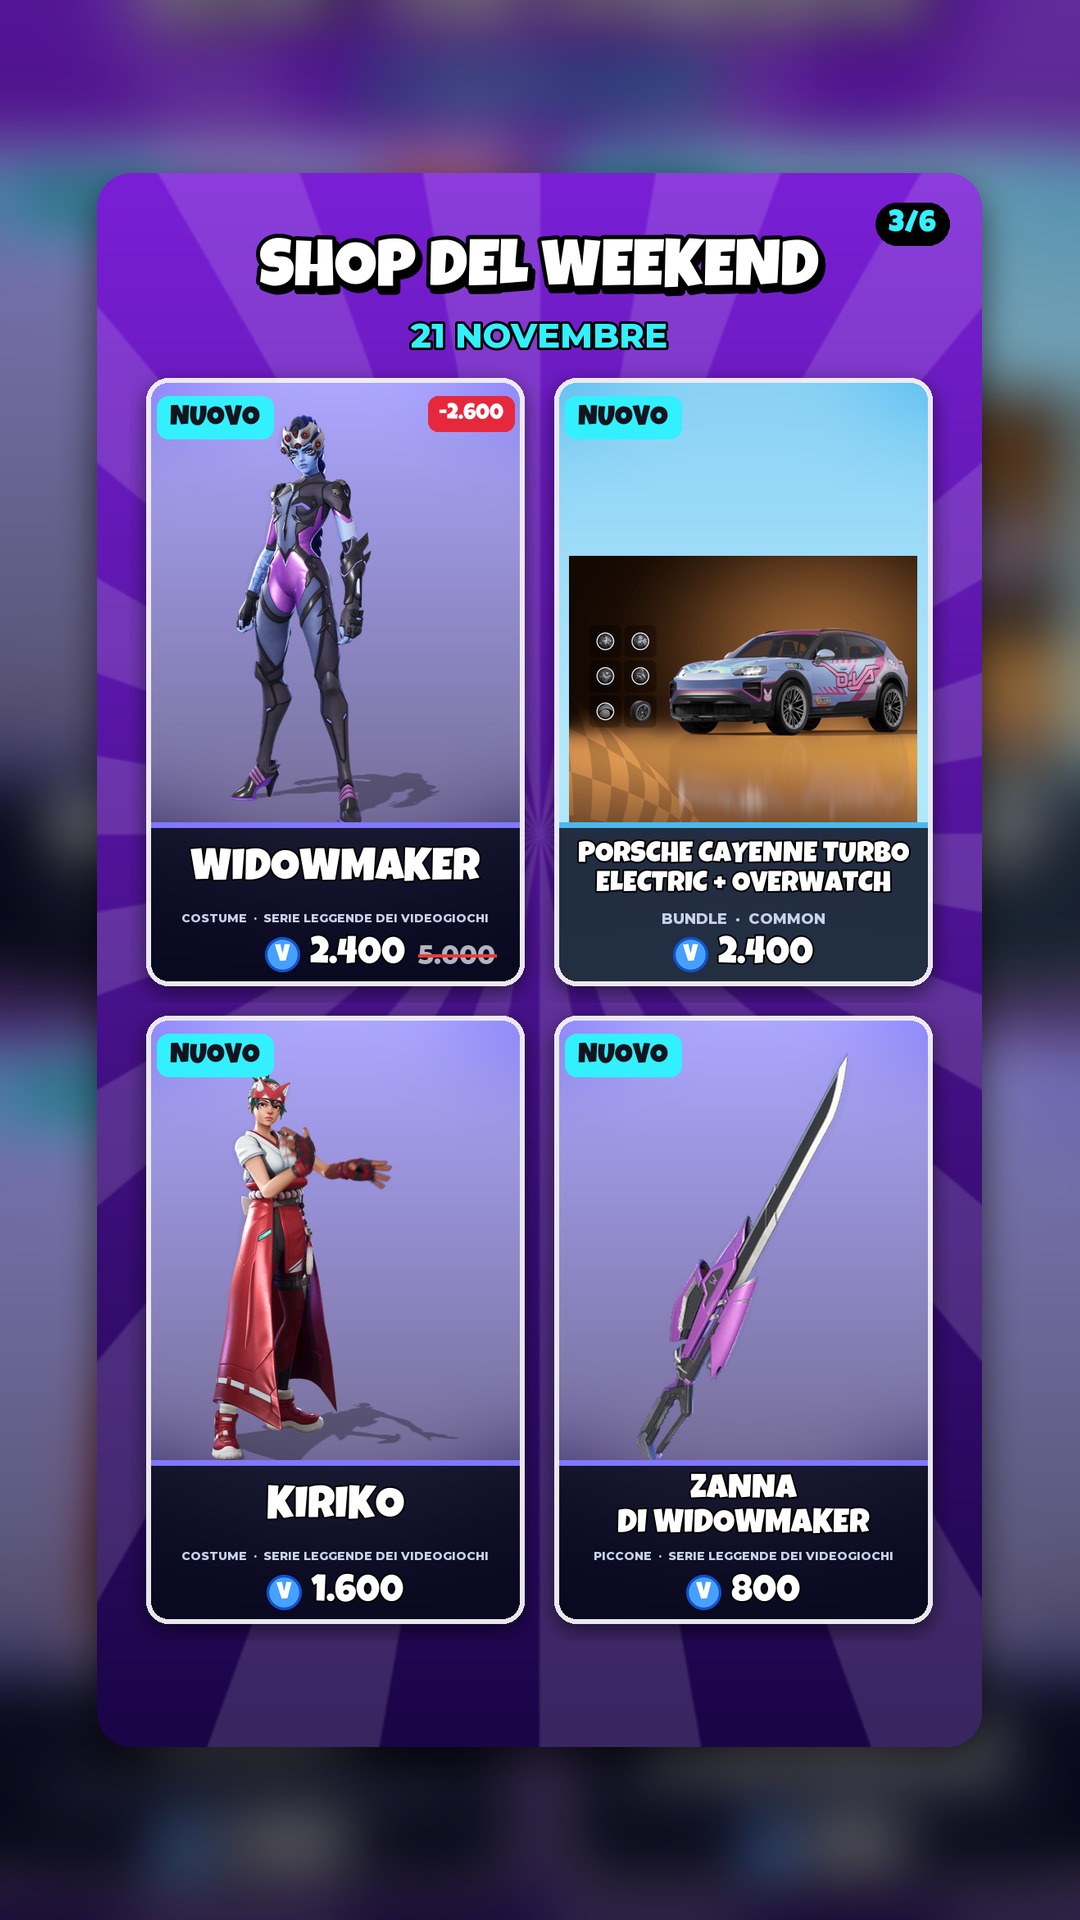 3/6
SHOP DEL WEEKEND
21 NOVEMBRE
NUOVO
-2.600
WIDOWMAKER
COSTUME · SERIE LEGGENDE DEI VIDEOGIOCHI
V 2.400 5.000
NUOVO
D.VA
PORSCHE CAYENNE TURBO
ELECTRIC + OVERWATCH
BUNDLE · COMMON
V 2.400
NUOVO
KIRIKO
COSTUME · SERIE LEGGENDE DEI VIDEOGIOCHI
V 1.600
NUOVO
ZANNA
DI WIDOWMAKER
PICCONE · SERIE LEGGENDE DEI VIDEOGIOCHI
V 800